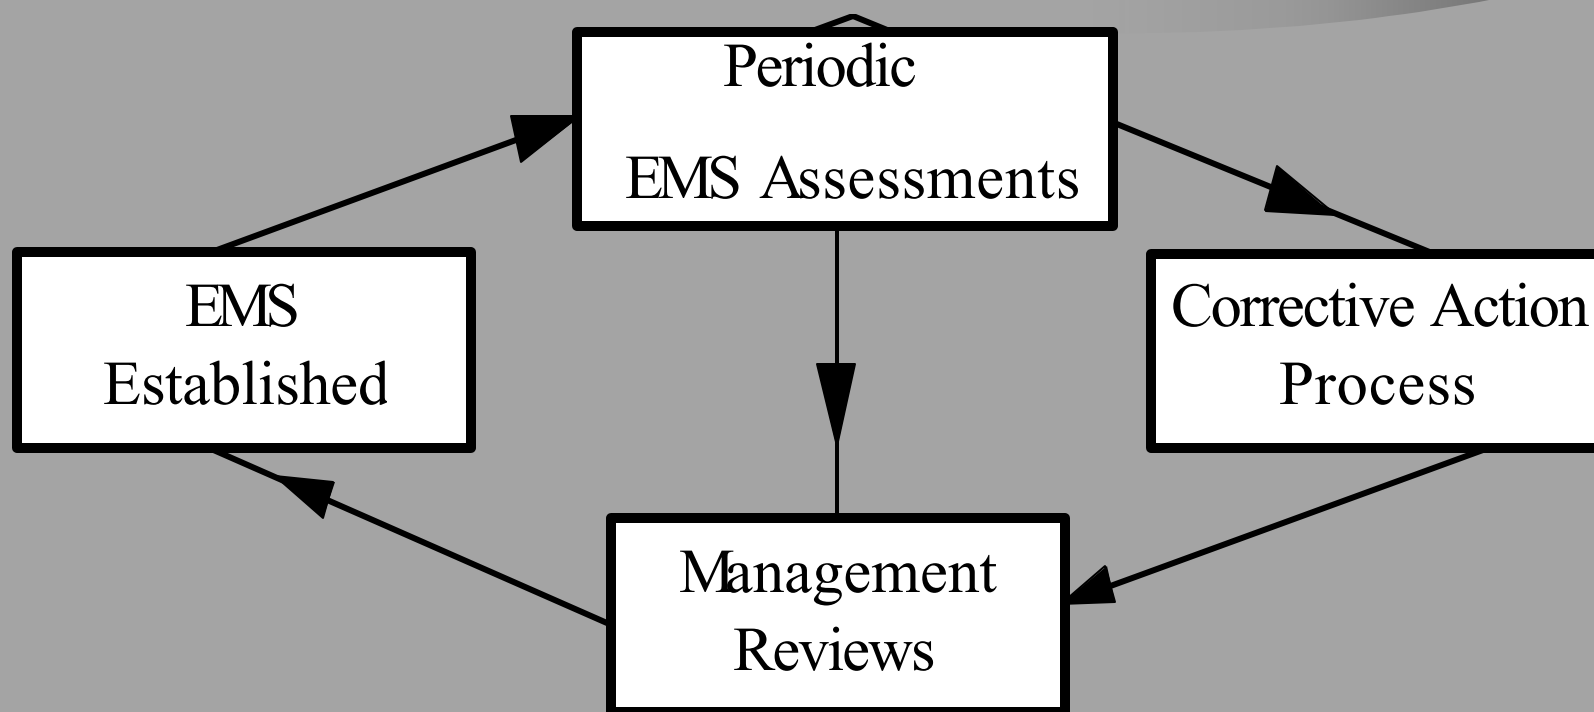 Periodic
EMS Assessments
EMS
Established
Corrective Action
Process
Management
Reviews